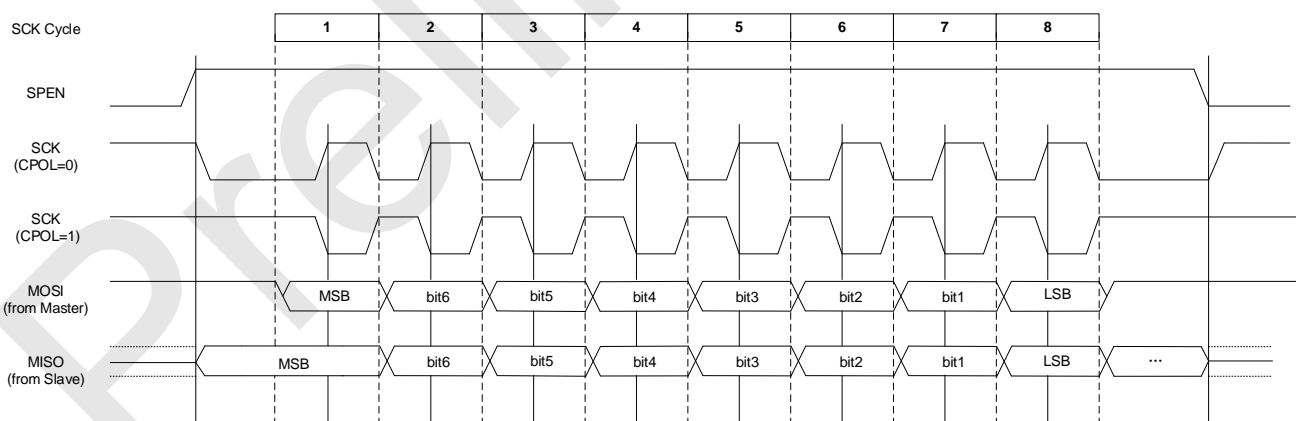 SCK Cycle 1 2 3 4 5 6 7 8
SPEN
SCK
(CPOL=0)
SCK
(CPOL=1)
MOSI
(from Master)
MSB bit6 bit5 bit4 bit3 bit2 bit1 LSB
MISO
(from Slave)
MSB bit6 bit5 bit4 bit3 bit2 bit1 LSB ...